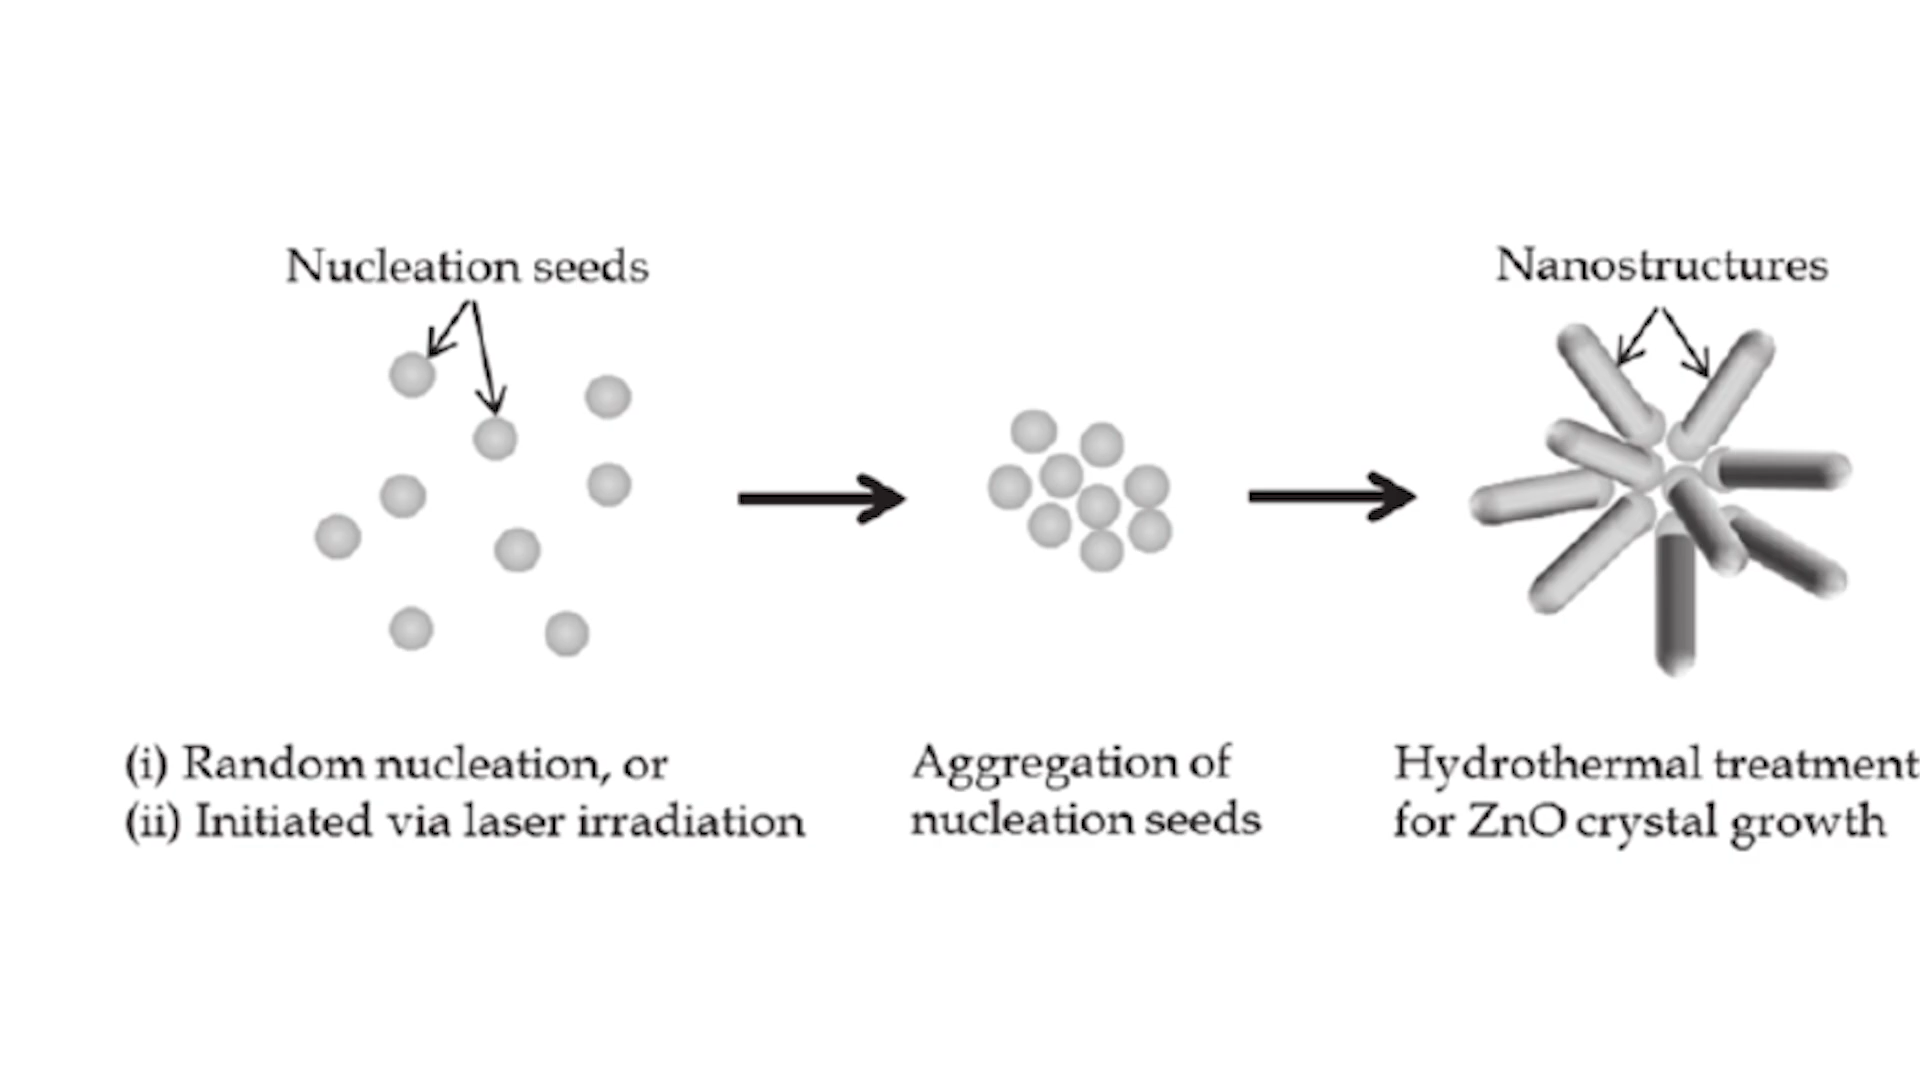 Nucleation seeds
Nanostructures
(i) Random nucleation, or
(ii) Initiated via laser irradiation
Aggregation of
nucleation seeds
Hydrothermal treatment
for ZnO crystal growth